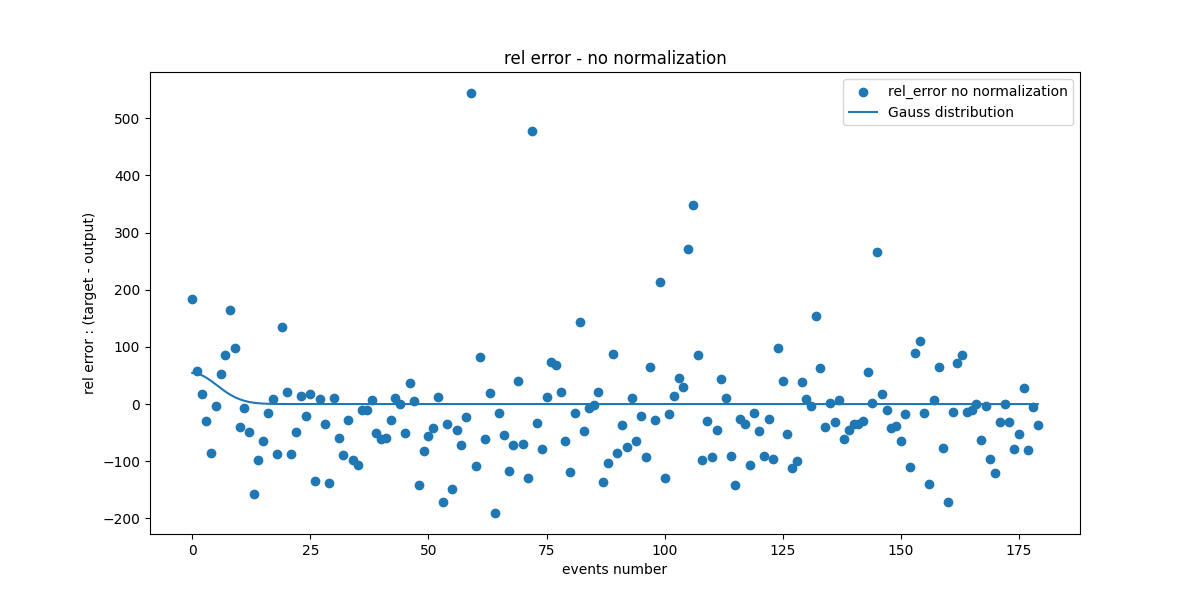 rel error - no normalization
rel_error no normalization
Gauss distribution
500
400
300
200
100
0
−100
−200
rel error : (target - output)
0 25 50 75 100 125 150 175
events number